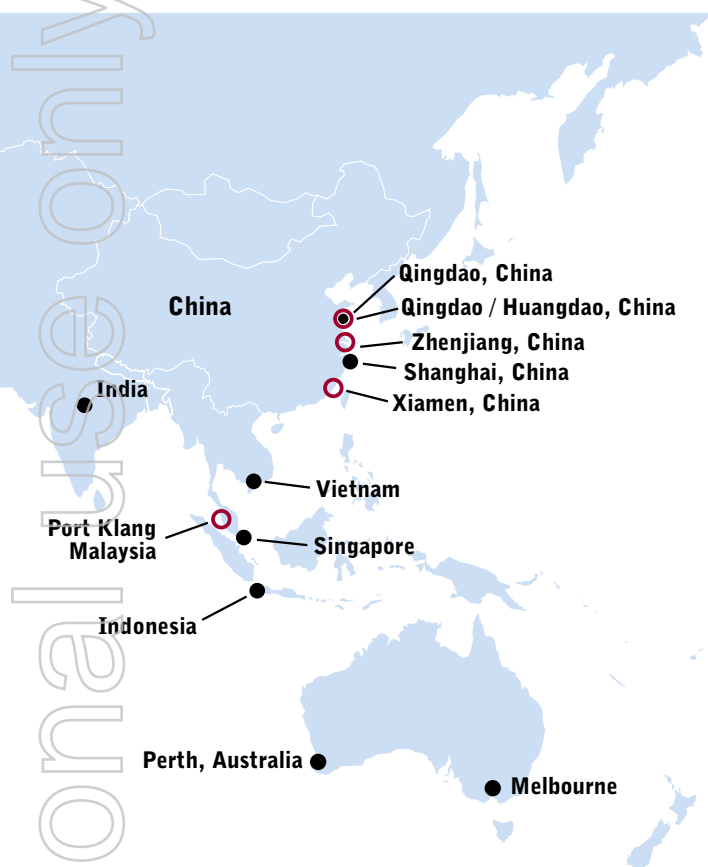 onal use only
Qingdao, China
Qingdao / Huangdao, China
China
Zhenjiang, China
Shanghai, China
India
Xiamen, China
Vietnam
Port Klang
Malaysia
Singapore
Indonesia
Perth, Australia
Melbourne